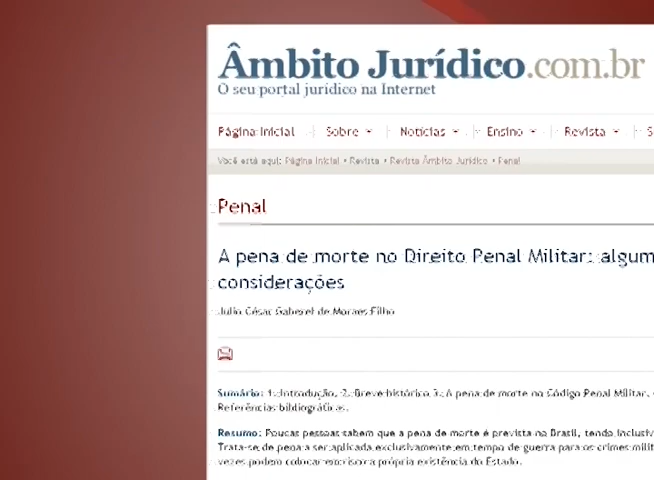 Âmbito Jurídico.com.br
O seu portal jurídico na Internet
Página Inicial Sobre Notícias Ensino Revista S
Você está aqui: Página Inicial • Revista • Revista Âmbito Jurídico • Penal
Penal
A pena de morte no Direito Penal Militar: algum
considerações
Julio César Gaberel de Moraes Filho
Sumário: 1. Introdução. 2. Breve histórico 3. A pena de morte no Código Penal Militar.
Referências bibliográficas.
Resumo: Poucas pessoas sabem que a pena de morte é prevista no Brasil, tendo inclusiv
Trata-se de pena a ser aplicada exclusivamente em tempo de guerra para os crimes milit
vezes podem colocar em risco a própria existência do Estado.